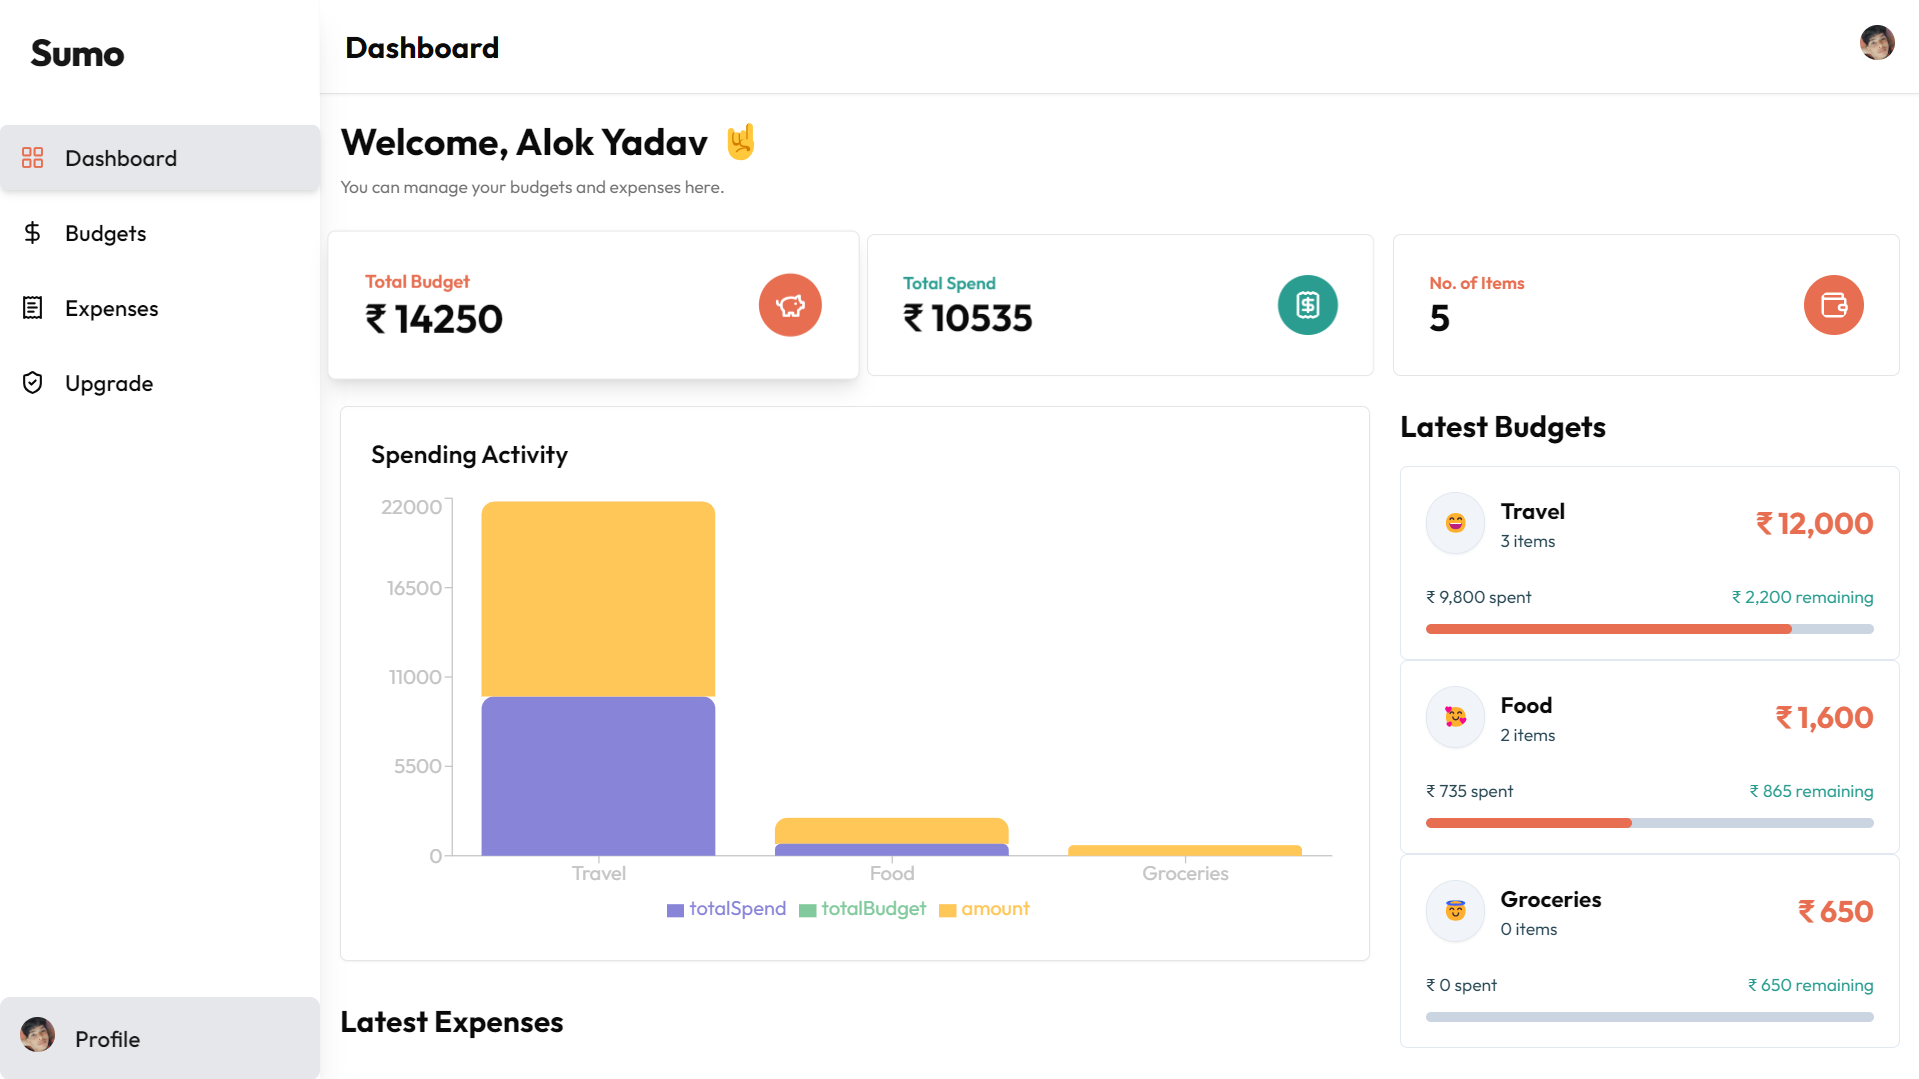 Sumo
Dashboard
Budgets
Expenses
Upgrade
Profile
Dashboard
Welcome, Alok Yadav 🤘
You can manage your budgets and expenses here.
Total Budget
₹ 14250
Total Spend
₹ 10535
No. of Items
5
Spending Activity
22000
16500
11000
5500
0
Travel Food Groceries
totalSpend totalBudget amount
Latest Expenses
Latest Budgets
Travel
3 items
₹ 12,000
₹ 9,800 spent
₹ 2,200 remaining
Food
2 items
₹ 1,600
₹ 735 spent
₹ 865 remaining
Groceries
0 items
₹ 650
₹ 0 spent
₹ 650 remaining